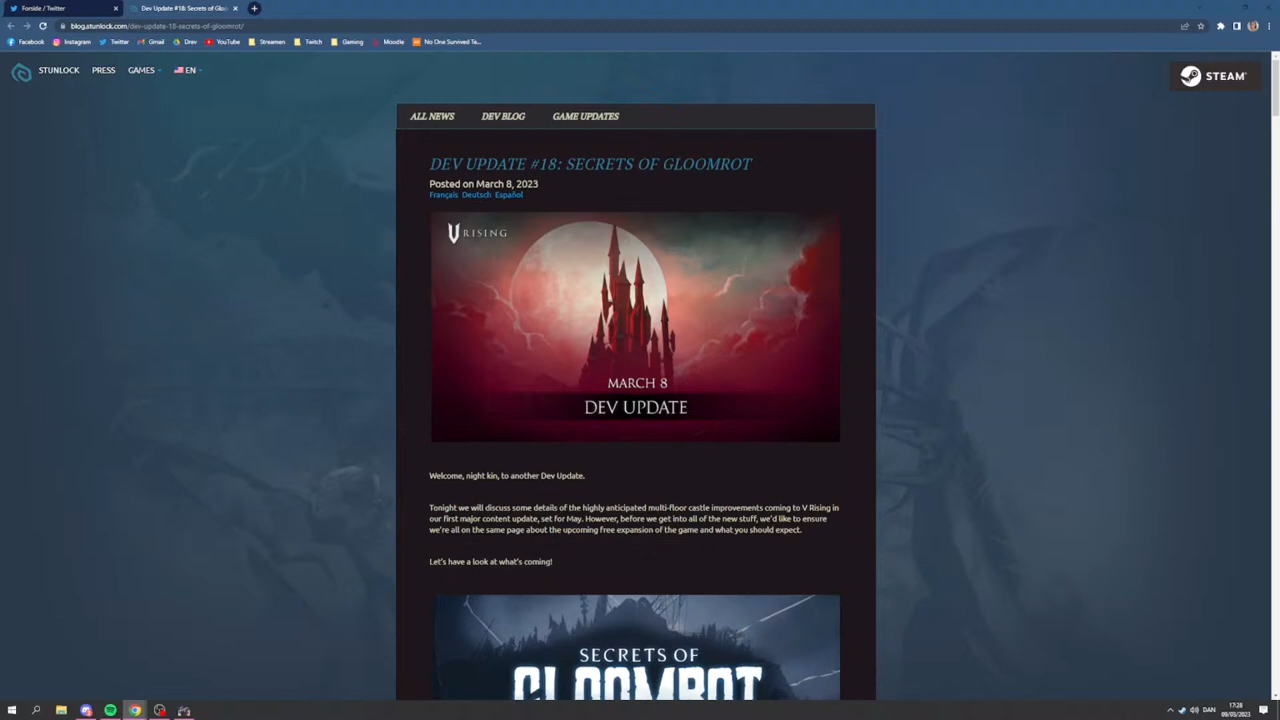 Forside / Twitter
Dev Update #18: Secrets of Gloo
blog.stunlock.com/dev-update-18-secrets-of-gloomrot/
Facebook
Instagram
Twitter
Gmail
Drev
YouTube
Streamen
Twitch
Gaming
Moodle
No One Survived Te...
STUNLOCK
PRESS
GAMES
EN
STEAM
ALL NEWS
DEV BLOG
GAME UPDATES
DEV UPDATE #18: SECRETS OF GLOOMROT
Posted on March 8, 2023
Français Deutsch Español
V RISING
MARCH 8
DEV UPDATE
Welcome, night kin, to another Dev Update.
Tonight we will discuss some details of the highly anticipated multi-floor castle improvements coming to V Rising in
our first major content update, set for May. However, before we get into all of the new stuff, we'd like to ensure
we're all on the same page about the upcoming free expansion of the game and what you should expect.
Let's have a look at what's coming!
SECRETS OF
GLOOMROT
DAN
17:28
09/03/2023